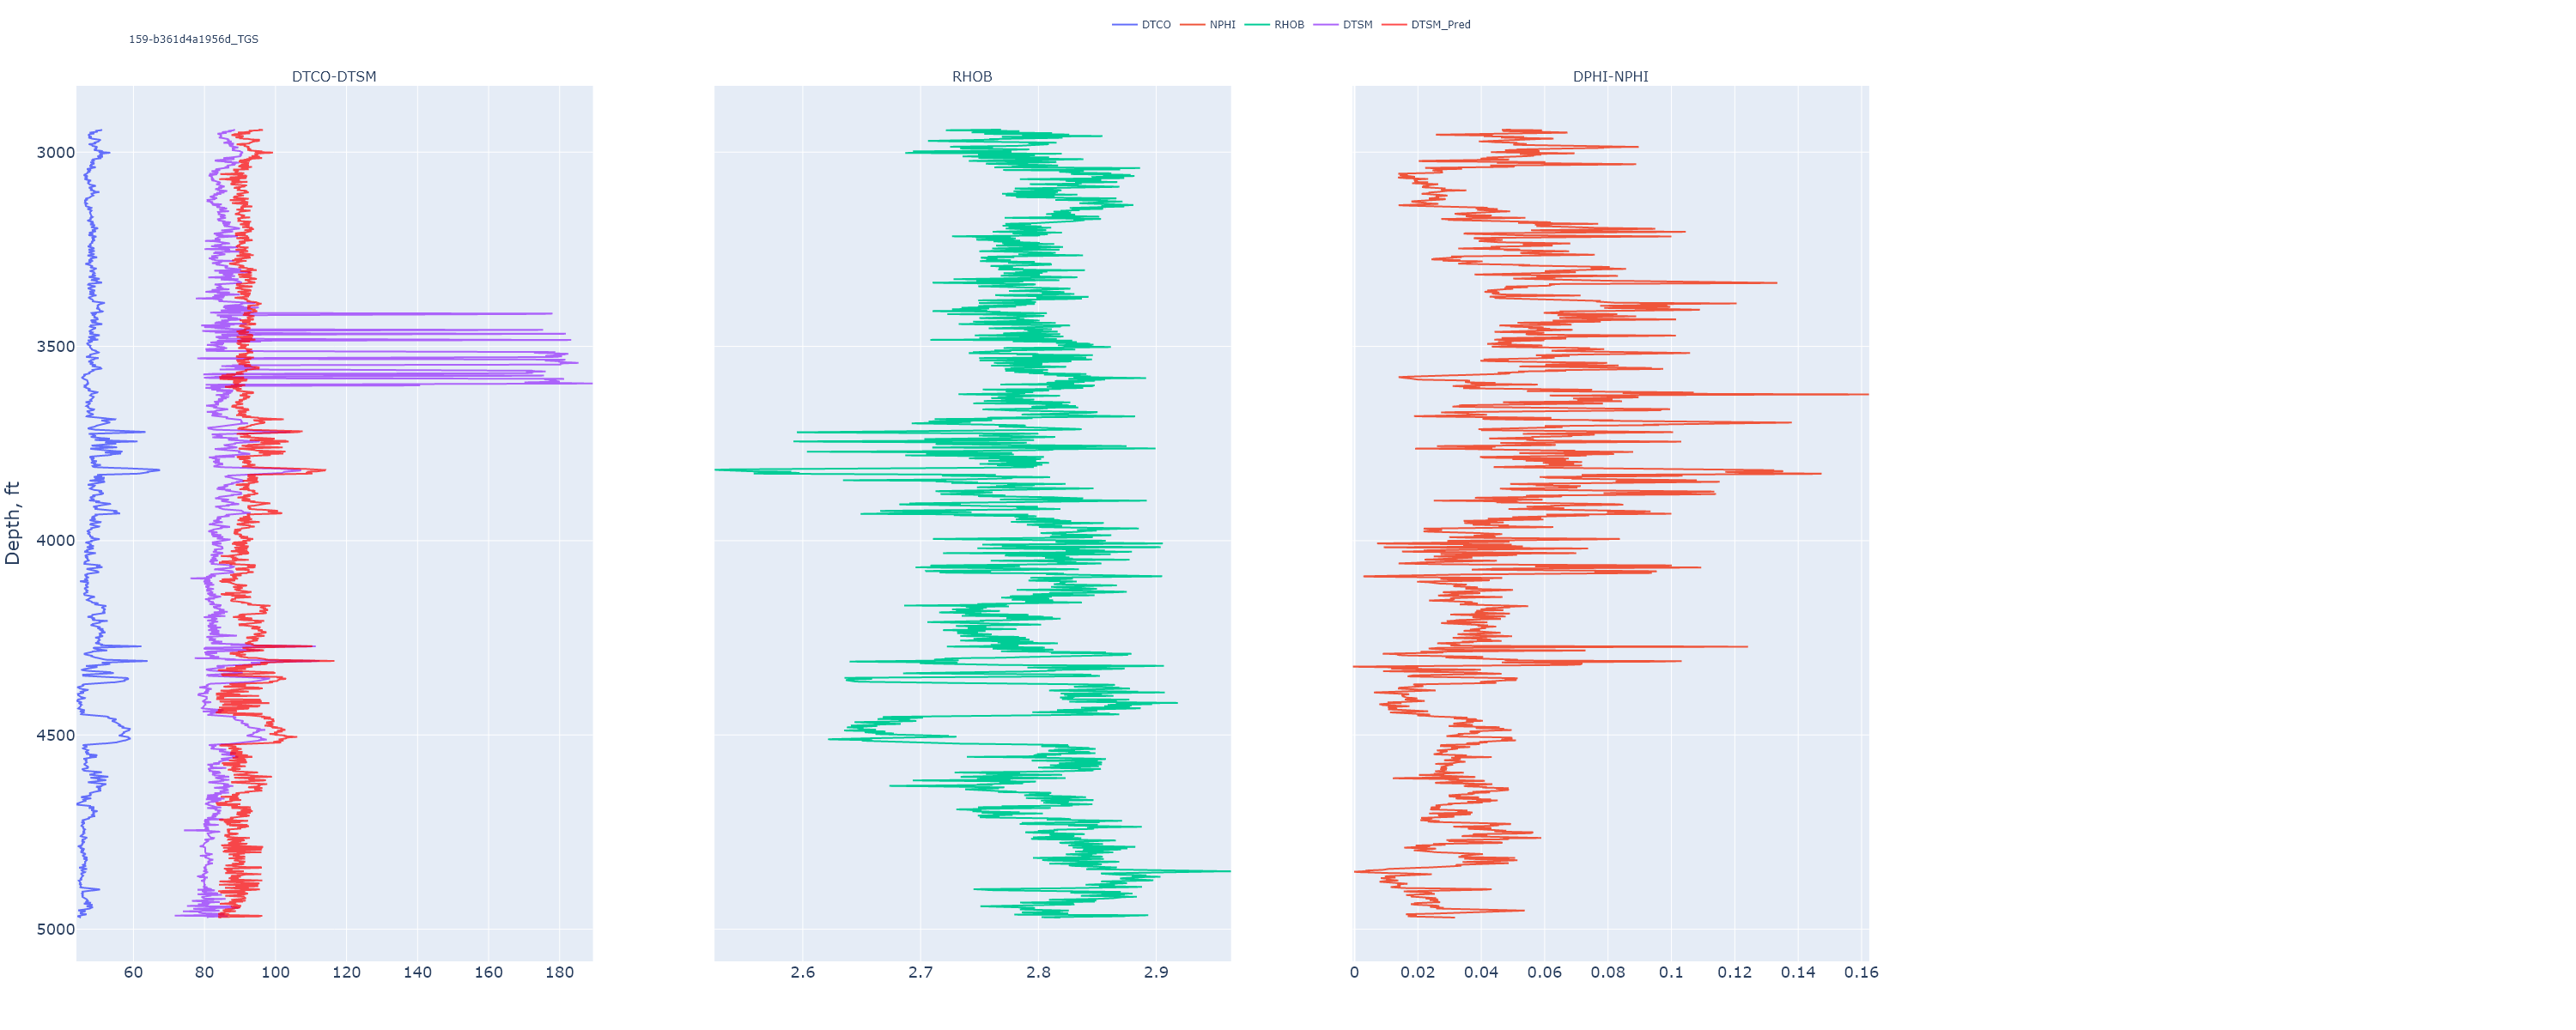 DTCO NPHI RHOB DTSM DTSM_Pred
159-b361d4a1956d_TGS
DTCO-DTSM RHOB DPHI-NPHI
Depth, ft
3000
3500
4000
4500
5000
60 80 100 120 140 160 180
2.6 2.7 2.8 2.9
0 0.02 0.04 0.06 0.08 0.1 0.12 0.14 0.16